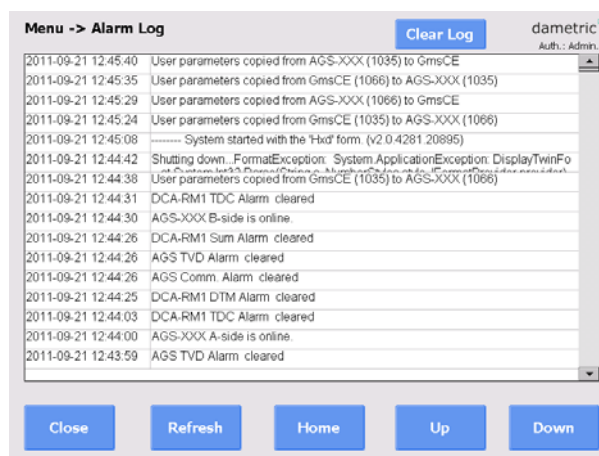 Menu -> Alarm Log
Clear Log
dametric
Auth.: Admin.
2011-09-21 12:45:40 User parameters copied from AGS-XXX (1035) to GmsCE
2011-09-21 12:45:35 User parameters copied from GmsCE (1066) to AGS-XXX (1035)
2011-09-21 12:45:29 User parameters copied from AGS-XXX (1066) to GmsCE
2011-09-21 12:45:24 User parameters copied from GmsCE (1035) to AGS-XXX (1066)
2011-09-21 12:45:08 -------- System started with the 'Hxd' form. (v2.0.4281.20895)
2011-09-21 12:44:42 Shutting down...FormatException: System.ApplicationException: DisplayTwinFo
2011-09-21 12:44:38 User parameters copied from GmsCE (1035) to AGS-XXX (1066)
2011-09-21 12:44:31 DCA-RM1 TDC Alarm cleared
2011-09-21 12:44:30 AGS-XXX B-side is online.
2011-09-21 12:44:26 DCA-RM1 Sum Alarm cleared
2011-09-21 12:44:26 AGS TVD Alarm cleared
2011-09-21 12:44:26 AGS Comm. Alarm cleared
2011-09-21 12:44:25 DCA-RM1 DTM Alarm cleared
2011-09-21 12:44:03 DCA-RM1 TDC Alarm cleared
2011-09-21 12:44:00 AGS-XXX A-side is online.
2011-09-21 12:43:59 AGS TVD Alarm cleared
Close Refresh Home Up Down